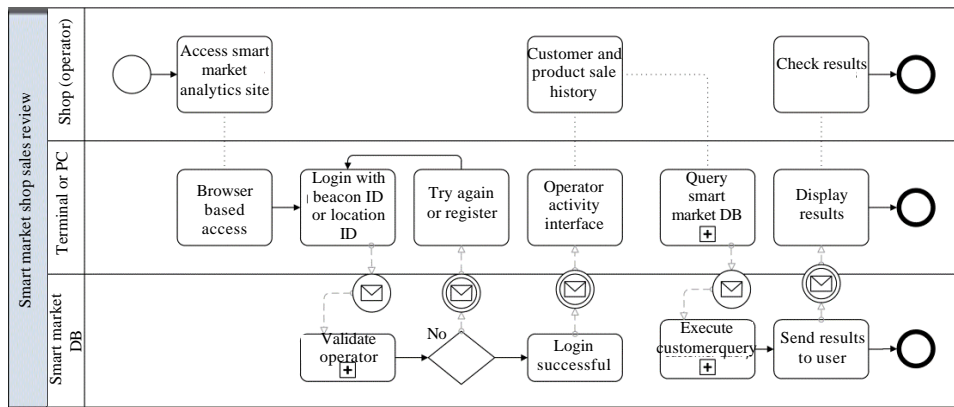 Smart market shop sales review
Shop (operator)
Access smart
market
analytics site
Customer and
product sale
history
Check results
Terminal or PC
Browser
based
access
Login with
beacon ID
or location
ID
Try again
or register
Operator
activity
interface
Query
smart
market DB
Display
results
Smart market
DB
Validate
operator
No
Login
successful
Execute
customerquery
Send results
to user